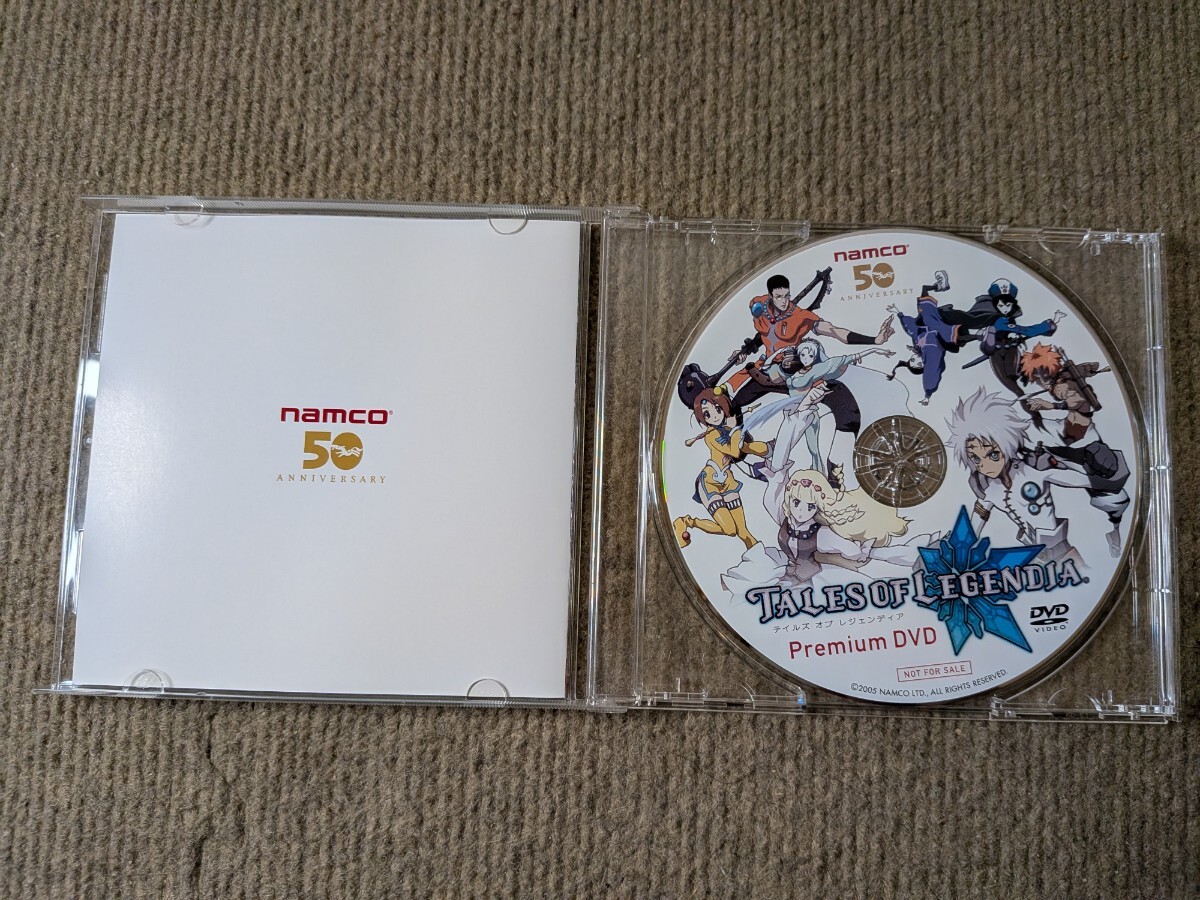 namco®
50
ANNIVERSARY
namco®
50
ANNIVERSARY
TALES OF LEGENDIA®
テイルズ オブ レジェンディア
Premium DVD
DVD
VIDEO
NOT FOR SALE
©2005 NAMCO LTD., ALL RIGHTS RESERVED